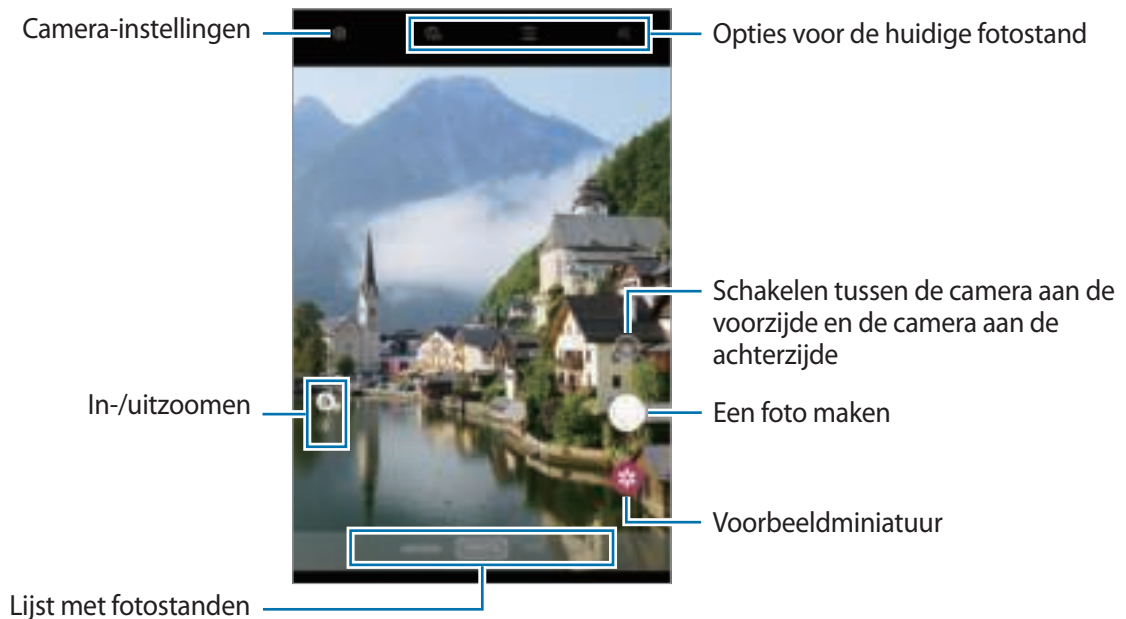 Camera-instellingen
Opties voor de huidige fotostand
Schakelen tussen de camera aan de
voorzijde en de camera aan de
achterzijde
In-/uitzoomen
Een foto maken
Voorbeeldminiatuur
Lijst met fotostanden